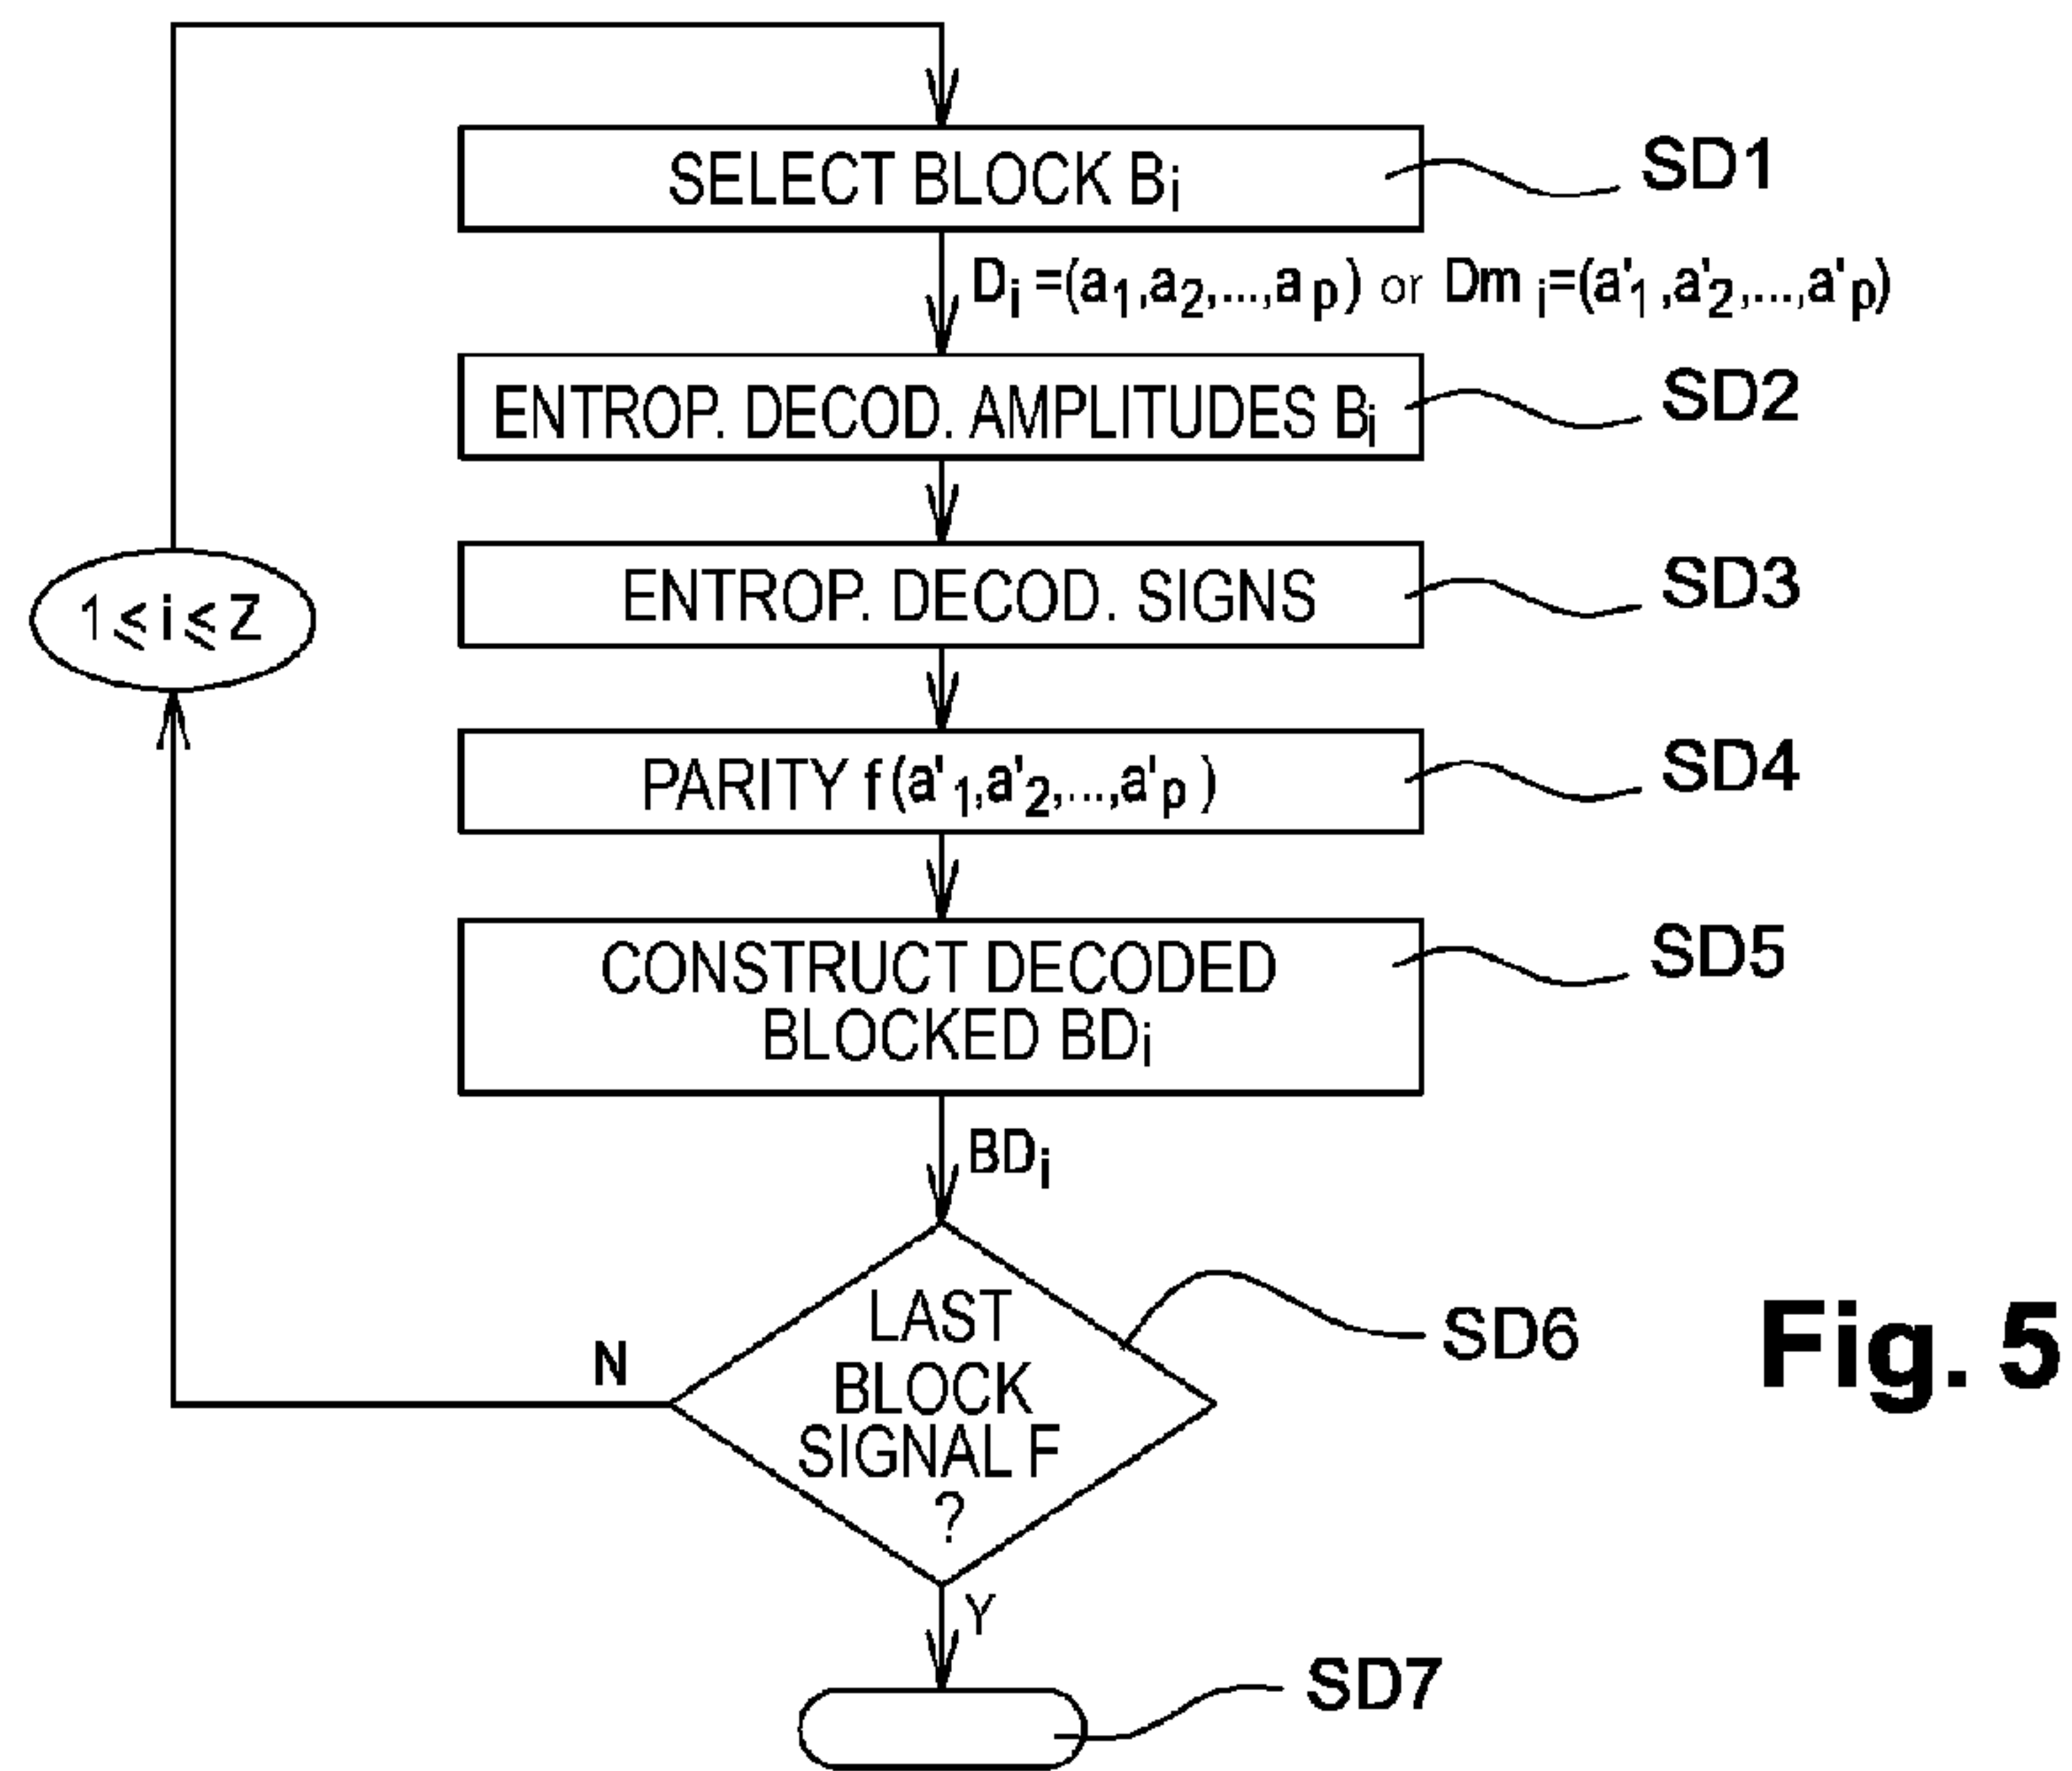 SELECT BLOCK Bi
SD1
Di =(a1,a2,...,ap) or Dm i=(a'1,a'2,...,a'p)
ENTROP. DECOD. AMPLITUDES Bi
SD2
ENTROP. DECOD. SIGNS
SD3
1≤i≤Z
PARITY f(a'1,a'2,...,a'p)
SD4
CONSTRUCT DECODED
BLOCKED BDi
SD5
BDi
LAST
BLOCK
SIGNAL F
?
SD6
N
Fig. 5
Y
SD7